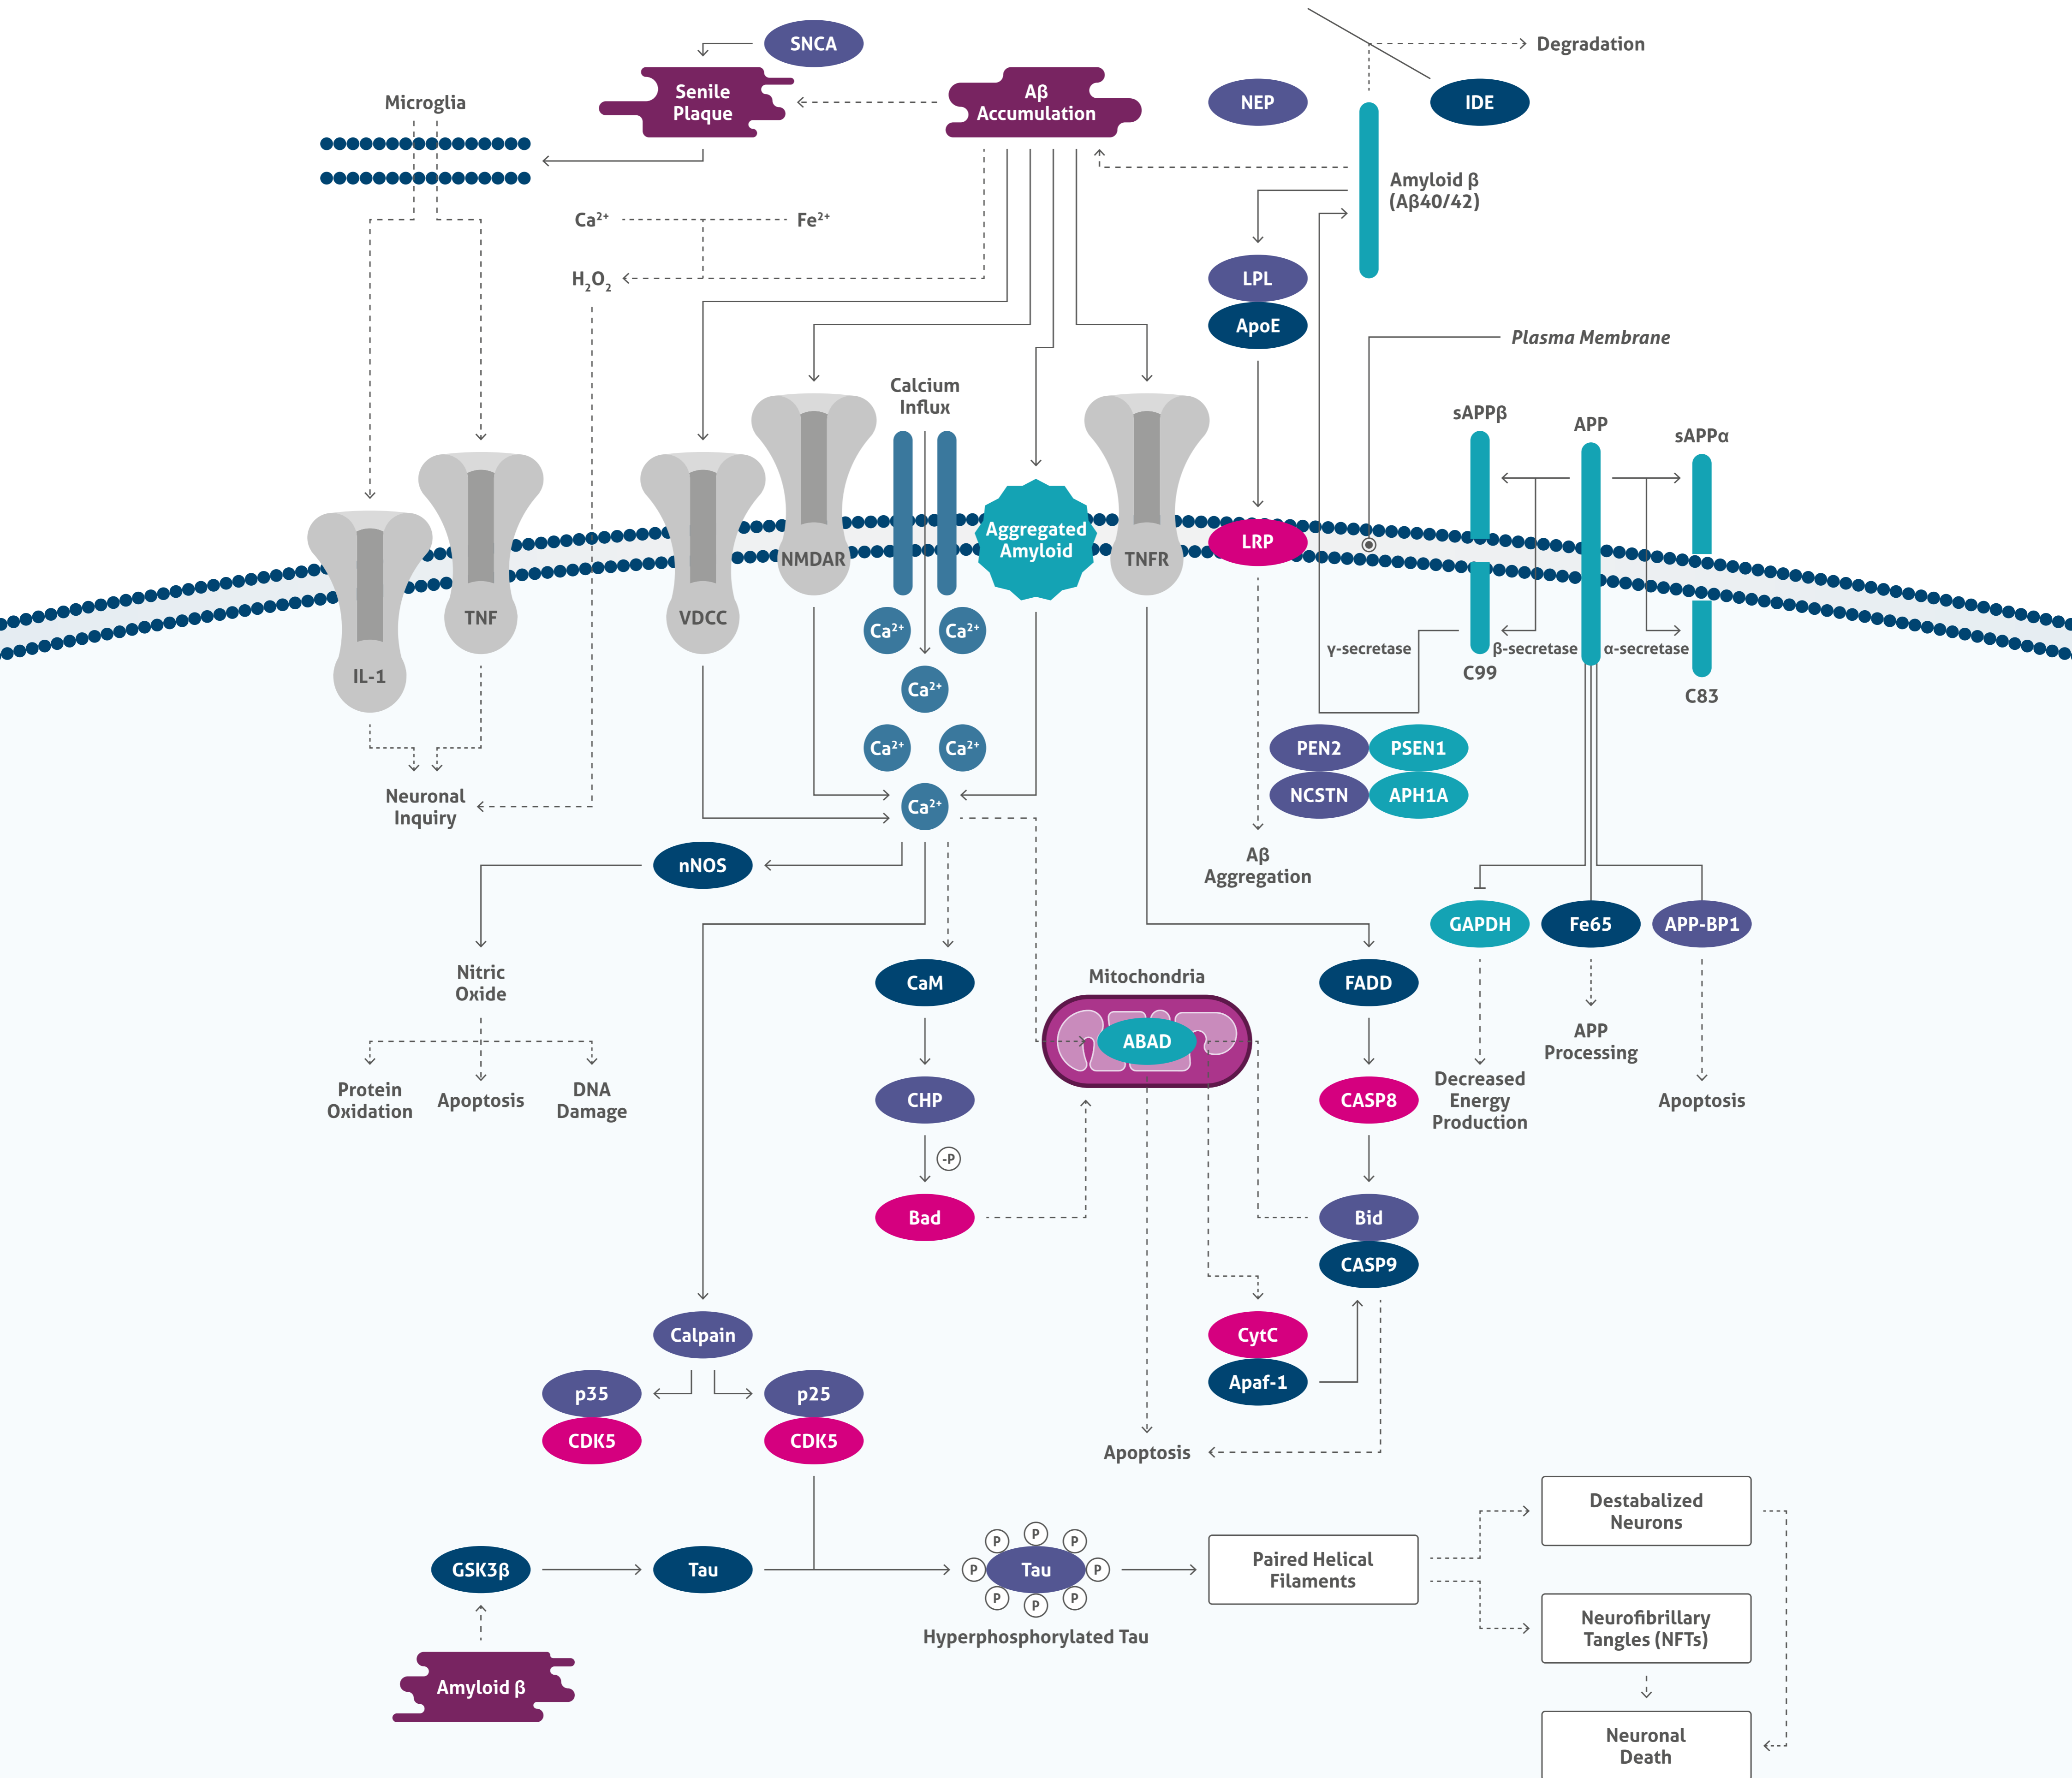 SNCA
Degradation
Microglia
Senile
Plaque
Aβ
Accumulation
NEP
IDE
Amyloid β
(Aβ40/42)
Ca²⁺
Fe²⁺
H₂O₂
LPL
ApoE
Plasma Membrane
Calcium
Influx
sAPPβ
APP
sAPPα
Aggregated
Amyloid
LRP
NMDAR
TNFR
TNF
VDCC
Ca²⁺
Ca²⁺
γ-secretase
β-secretase
α-secretase
IL-1
C99
Ca²⁺
C83
Ca²⁺
Ca²⁺
PEN2
PSEN1
Neuronal
Inquiry
Ca²⁺
NCSTN
APH1A
nNOS
Aβ
Aggregation
GAPDH
Fe65
APP-BP1
Nitric
Oxide
CaM
Mitochondria
FADD
ABAD
APP
Processing
Protein
Oxidation
Apoptosis
DNA
Damage
CHP
CASP8
Decreased
Energy
Production
Apoptosis
-P
Bad
Bid
CASP9
Calpain
CytC
Apaf-1
p35
CDK5
p25
CDK5
Apoptosis
Destabalized
Neurons
GSK3β
Tau
P
P
P
P
Tau
P
P
P
P
Hyperphosphorylated Tau
Paired Helical
Filaments
Neurofibrillary
Tangles (NFTs)
Amyloid β
Neuronal
Death